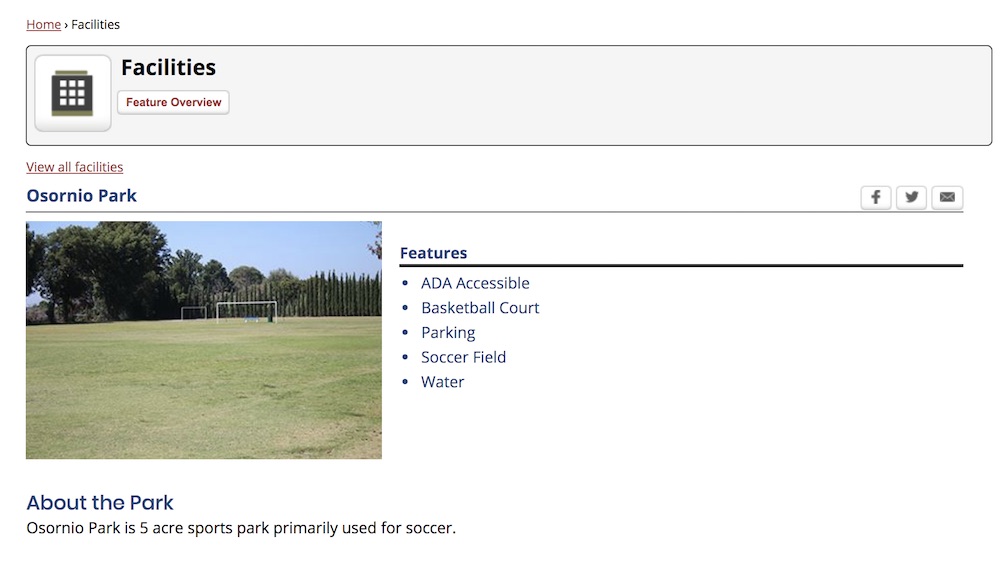 Home › Facilities
Facilities
Feature Overview
View all facilities
Osornio Park
Features
ADA Accessible
Basketball Court
Parking
Soccer Field
Water
About the Park
Osornio Park is 5 acre sports park primarily used for soccer.